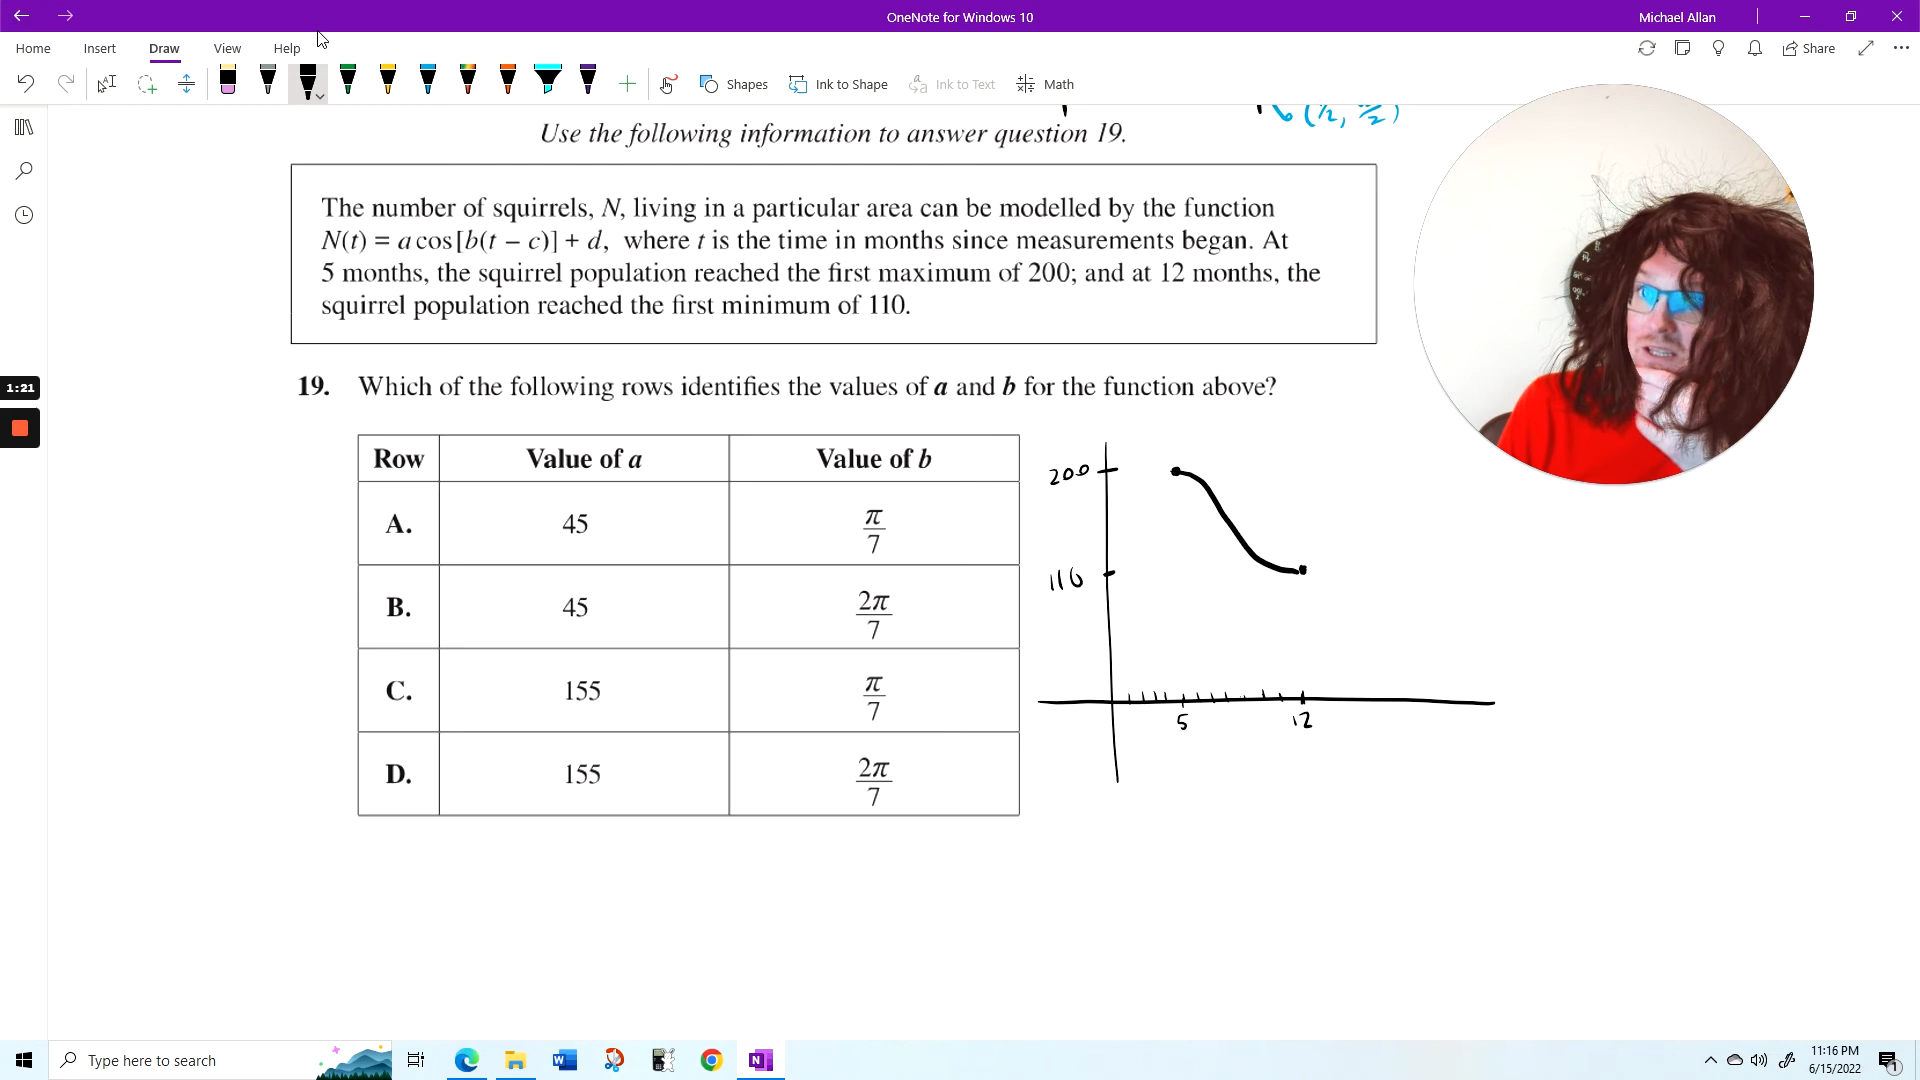 OneNote for Windows 10
Michael Allan
Home Insert Draw View Help
Share
Shapes
Ink to Shape
Ink to Text
Math
(1/2, π/2)
Use the following information to answer question 19.
The number of squirrels, N, living in a particular area can be modelled by the function
N(t) = a cos[b(t − c)] + d, where t is the time in months since measurements began. At
5 months, the squirrel population reached the first maximum of 200; and at 12 months, the
squirrel population reached the first minimum of 110.
1:21
19. Which of the following rows identifies the values of a and b for the function above?
Row Value of a Value of b
A. 45 π/7
B. 45 2π/7
C. 155 π/7
D. 155 2π/7
200
110
5 12
Type here to search
11:16 PM
6/15/2022
1